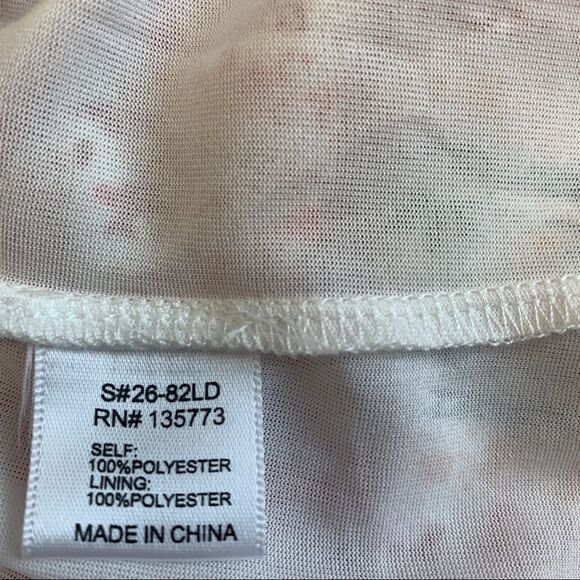 S#26-82LD
RN# 135773
SELF:
100%POLYESTER
LINING:
100%POLYESTER
MADE IN CHINA